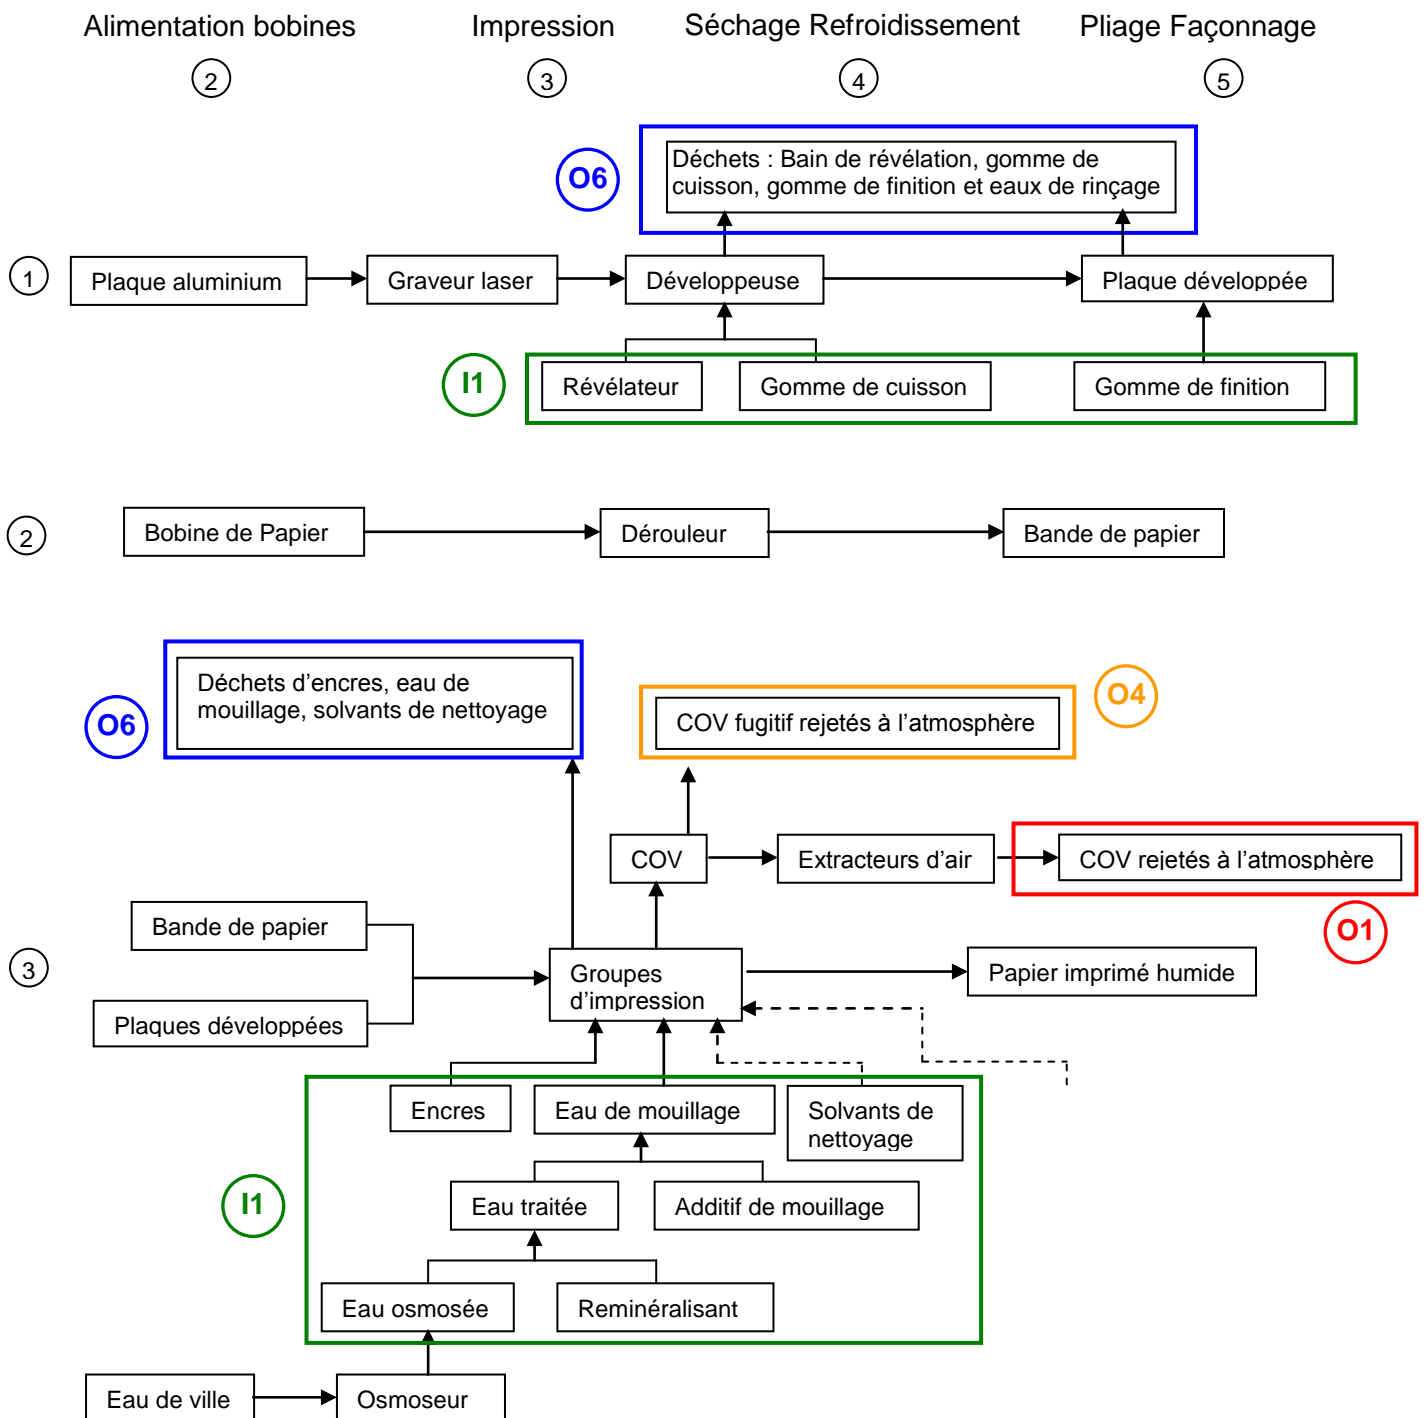 Alimentation bobines
Impression
Séchage Refroidissement
Pliage Façonnage
2
3
4
5
O6
Déchets : Bain de révélation, gomme de
cuisson, gomme de finition et eaux de rinçage
1
Plaque aluminium
Graveur laser
Développeuse
Plaque développée
I1
Révélateur
Gomme de cuisson
Gomme de finition
2
Bobine de Papier
Dérouleur
Bande de papier
O6
Déchets d’encres, eau de
mouillage, solvants de nettoyage
COV fugitif rejetés à l’atmosphère
O4
COV
Extracteurs d’air
COV rejetés à l’atmosphère
O1
Bande de papier
3
Groupes
d’impression
Papier imprimé humide
Plaques développées
Encres
Eau de mouillage
Solvants de
nettoyage
I1
Eau traitée
Additif de mouillage
Eau osmosée
Reminéralisant
Eau de ville
Osmoseur